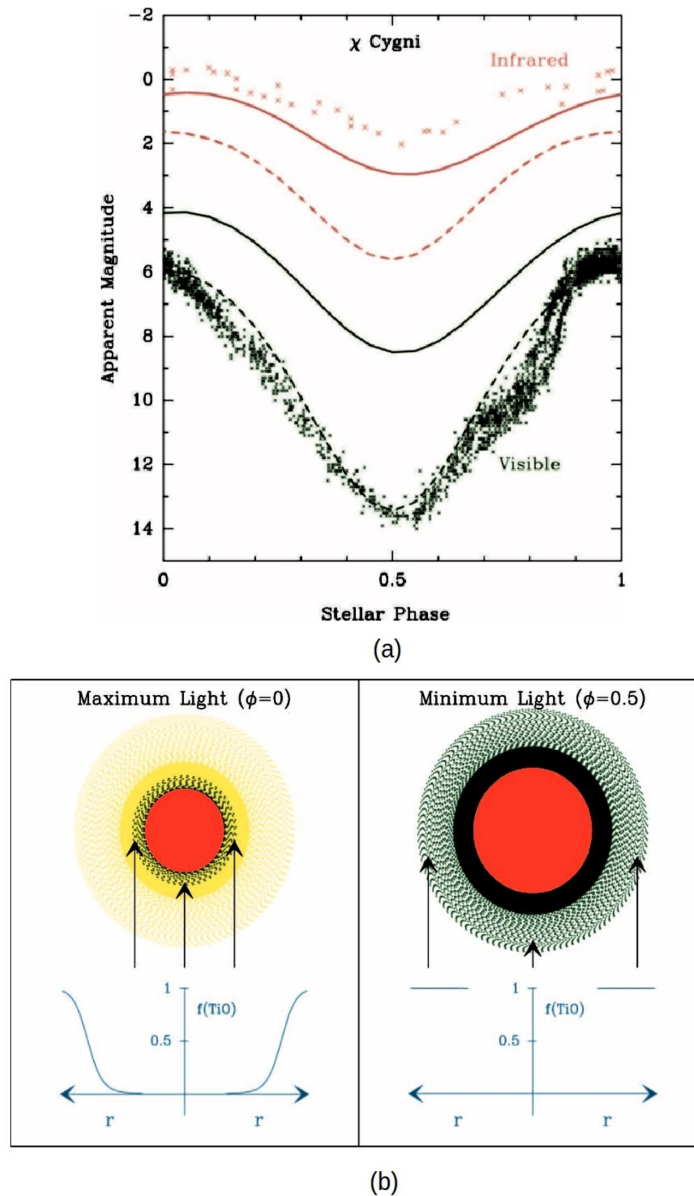 χ Cygni
Infrared
Visible
Apparent Magnitude
-2
0
2
4
6
8
10
12
14
0
0.5
1
Stellar Phase
(a)
Maximum Light (ϕ=0)
Minimum Light (ϕ=0.5)
1
f(TiO)
0.5
r
r
1
f(TiO)
0.5
r
r
(b)